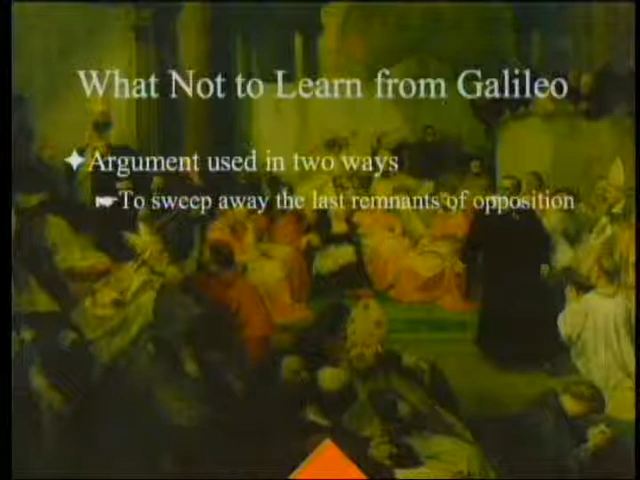 What Not to Learn from Galileo
Argument used in two ways
To sweep away the last remnants of opposition